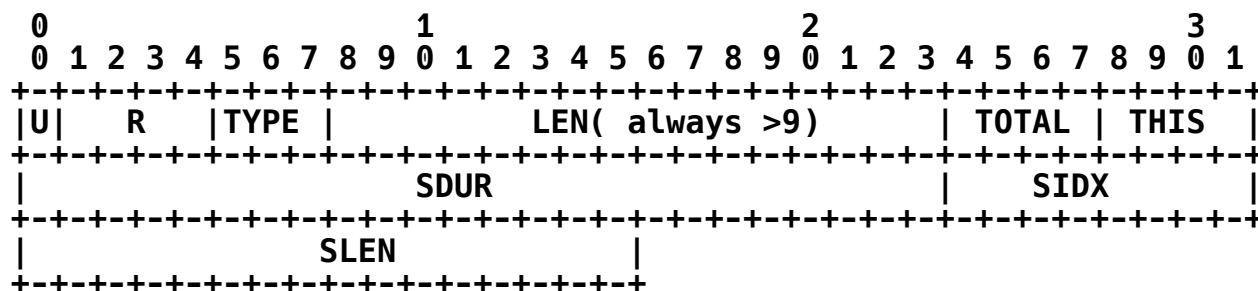 0                   1                   2                   3
 0 1 2 3 4 5 6 7 8 9 0 1 2 3 4 5 6 7 8 9 0 1 2 3 4 5 6 7 8 9 0 1
+-+-+-+-+-+-+-+-+-+-+-+-+-+-+-+-+-+-+-+-+-+-+-+-+-+-+-+-+-+-+-+-+
|U|   R   |TYPE |          LEN( always >9)      | TOTAL | THIS  |
+-+-+-+-+-+-+-+-+-+-+-+-+-+-+-+-+-+-+-+-+-+-+-+-+-+-+-+-+-+-+-+-+
|                    SDUR                       |    SIDX       |
+-+-+-+-+-+-+-+-+-+-+-+-+-+-+-+-+-+-+-+-+-+-+-+-+-+-+-+-+-+-+-+-+
|               SLEN            |
+-+-+-+-+-+-+-+-+-+-+-+-+-+-+-+-+